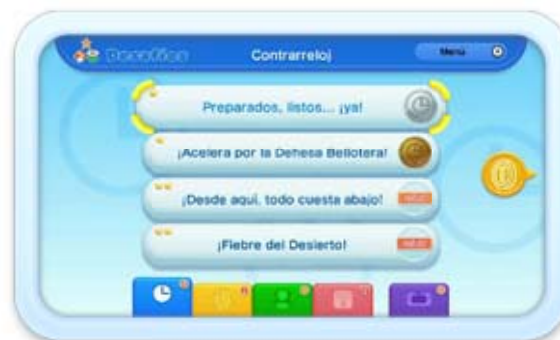 Desafíos
Contrarreloj
Menú
Preparados, listos... ¡ya!
¡Acelera por la Dehesa Bellotera!
¡Desde aquí, todo cuesta abajo!
¡Fiebre del Desierto!